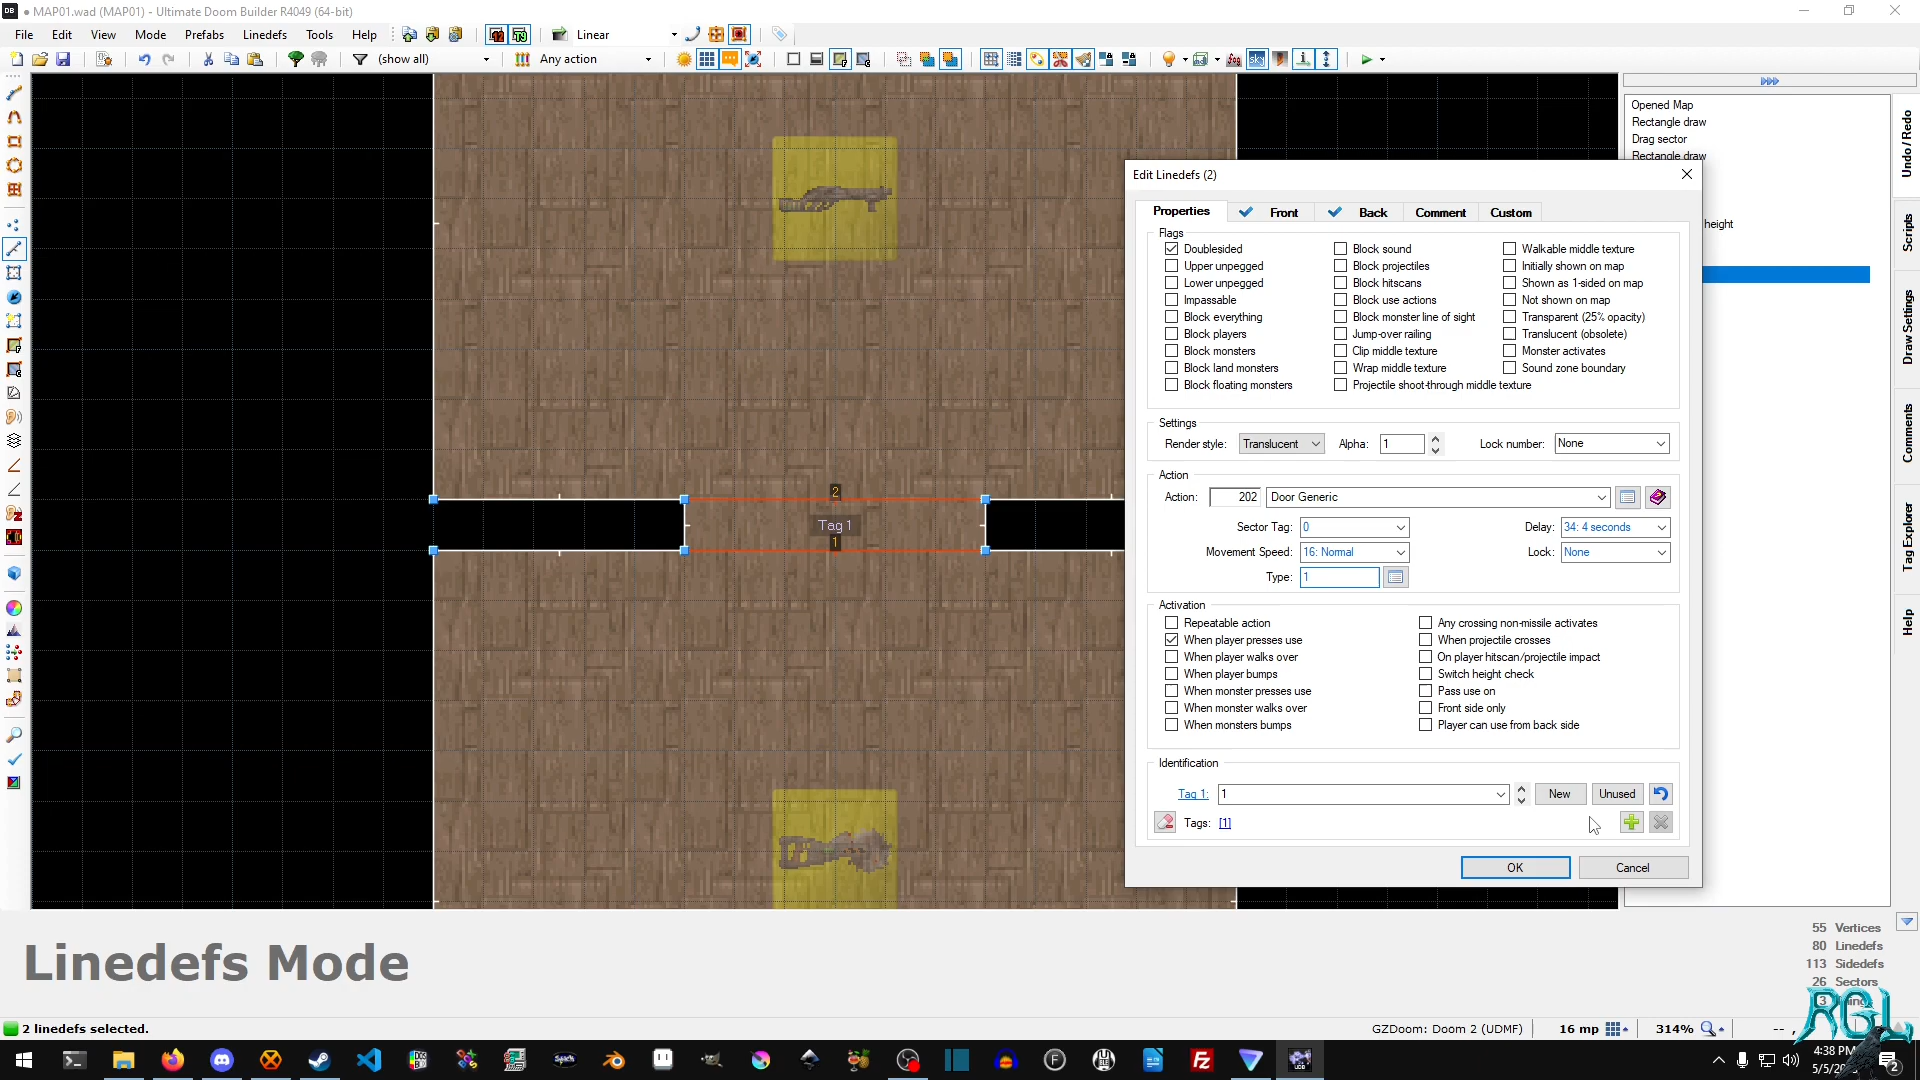 MAP01.wad (MAP01) - Ultimate Doom Builder R4049 (64-bit)
File Edit View Mode Prefabs Linedefs Tools Help Linear
(show all) Any action
Undo / Redo
Scripts
Draw Settings
Comments
Tag Explorer
Help
Opened Map
Rectangle draw
Drag sector
Rectangle draw
height
2
Tag 1
1
Edit Linedefs (2)
Properties Front Back Comment Custom
Flags
Doublesided Block sound Walkable middle texture
Upper unpegged Block projectiles Initially shown on map
Lower unpegged Block hitscans Shown as 1-sided on map
Impassable Block use actions Not shown on map
Block everything Block monster line of sight Transparent (25% opacity)
Block players Jump-over railing Translucent (obsolete)
Block monsters Clip middle texture Monster activates
Block land monsters Wrap middle texture Sound zone boundary
Block floating monsters Projectile shoot-through middle texture
Settings
Render style: Translucent Alpha: 1 Lock number: None
Action
Action: 202 Door Generic
Sector Tag: 0 Delay: 34: 4 seconds
Movement Speed: 16: Normal Lock: None
Type: 1
Activation
Repeatable action Any crossing non-missile activates
When player presses use When projectile crosses
When player walks over On player hitscan/projectile impact
When player bumps Switch height check
When monster presses use Pass use on
When monster walks over Front side only
When monsters bumps Player can use from back side
Identification
Tag 1: 1 New Unused
Tags: [1]
OK Cancel
Linedefs Mode
55 Vertices
80 Linedefs
113 Sidedefs
26 Sectors
3
RGL
2 linedefs selected.
GZDoom: Doom 2 (UDMF) 16 mp 314% --,
4:38 PM
2